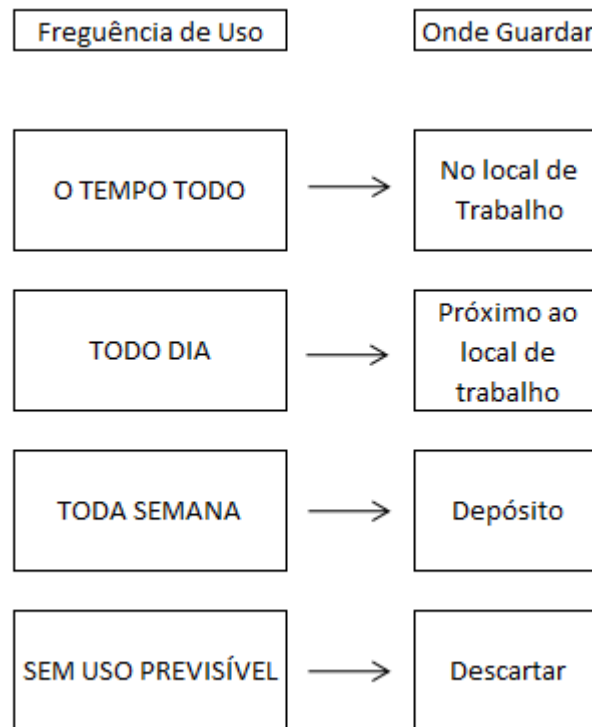 Freguência de Uso
Onde Guardar
O TEMPO TODO
No local de
Trabalho
TODO DIA
Próximo ao
local de
trabalho
TODA SEMANA
Depósito
SEM USO PREVISÍVEL
Descartar